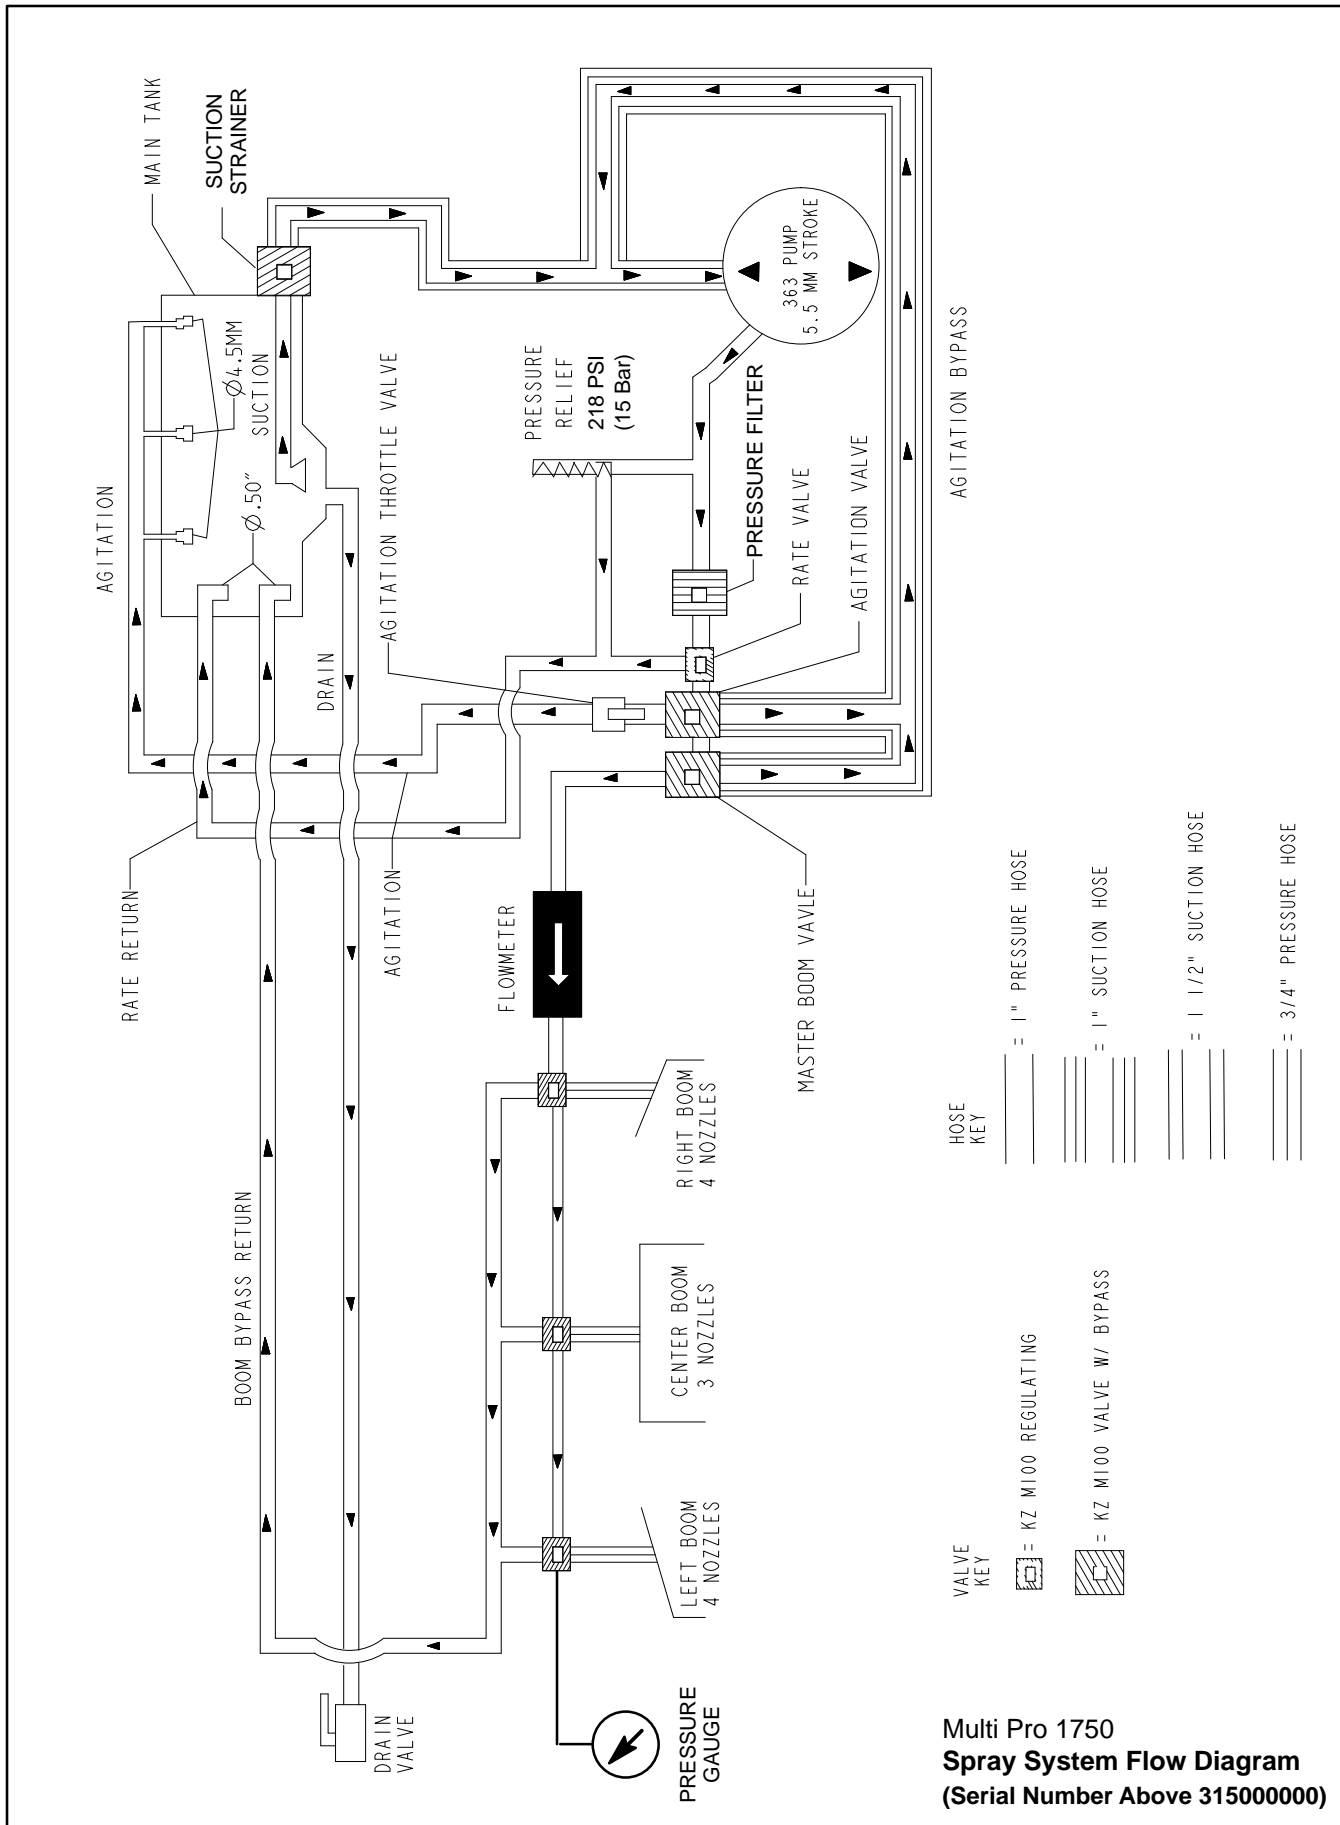 MAIN TANK
SUCTION
STRAINER
AGITATION
Ø4.5MM
SUCTION
Ø.50"
AGITATION THROTTLE VALVE
PRESSURE
RELIEF
218 PSI
(15 Bar)
363 PUMP
5.5 MM STROKE
PRESSURE FILTER
RATE VALVE
AGITATION VALVE
AGITATION BYPASS
DRAIN
RATE RETURN
AGITATION
FLOWMETER
MASTER BOOM VAVLE
BOOM BYPASS RETURN
RIGHT BOOM
4 NOZZLES
CENTER BOOM
3 NOZZLES
LEFT BOOM
4 NOZZLES
DRAIN
VALVE
PRESSURE
GAUGE
HOSE
KEY
= 1" PRESSURE HOSE
= 1" SUCTION HOSE
= 1 1/2" SUCTION HOSE
= 3/4" PRESSURE HOSE
VALVE
KEY
= KZ M100 REGULATING
= KZ M100 VALVE W/ BYPASS
Multi Pro 1750
Spray System Flow Diagram
(Serial Number Above 315000000)